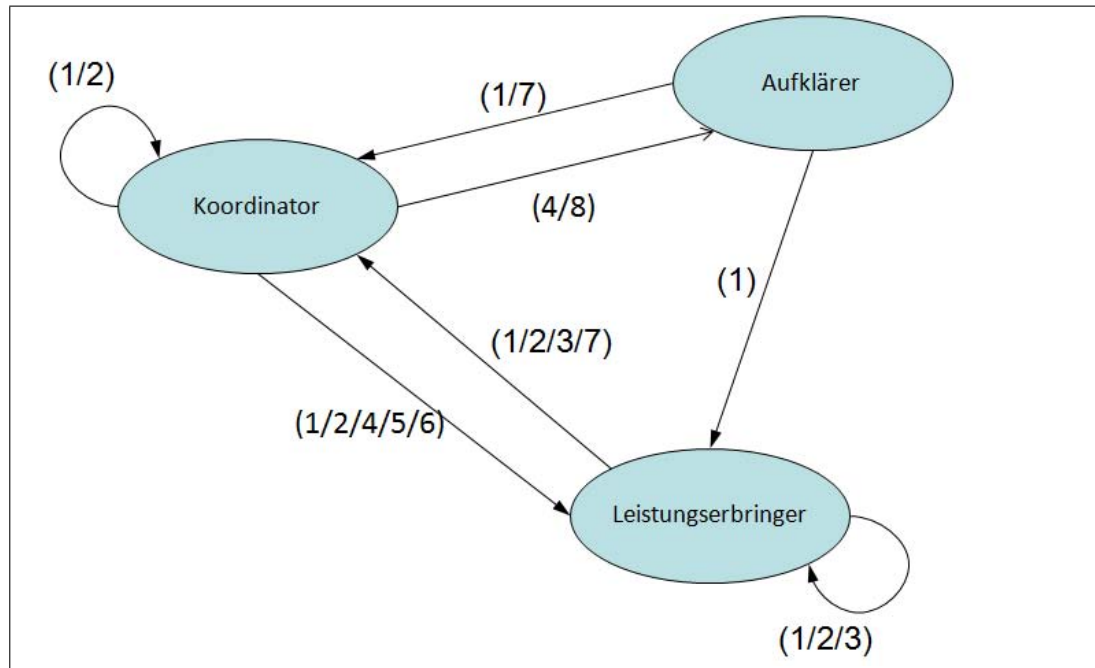 (1/2)
Aufklärer
(1/7)
Koordinator
(4/8)
(1)
(1/2/3/7)
(1/2/4/5/6)
Leistungserbringer
(1/2/3)